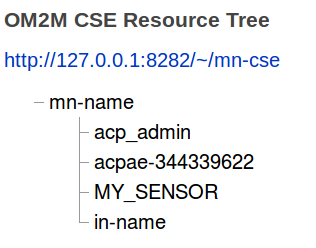 OM2M CSE Resource Tree
http://127.0.0.1:8282/~/mn-cse
mn-name
acp_admin
acpae-344339622
MY_SENSOR
in-name